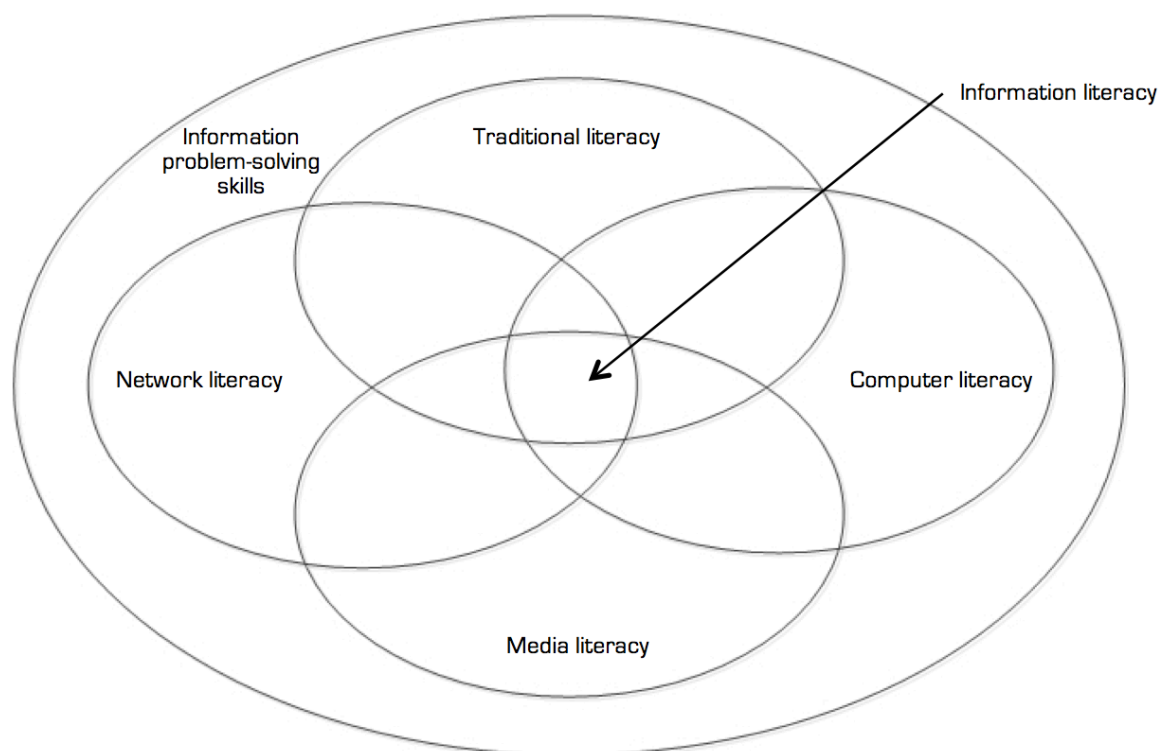 Information literacy
Information
problem-solving
skills
Traditional literacy
Network literacy
Computer literacy
Media literacy